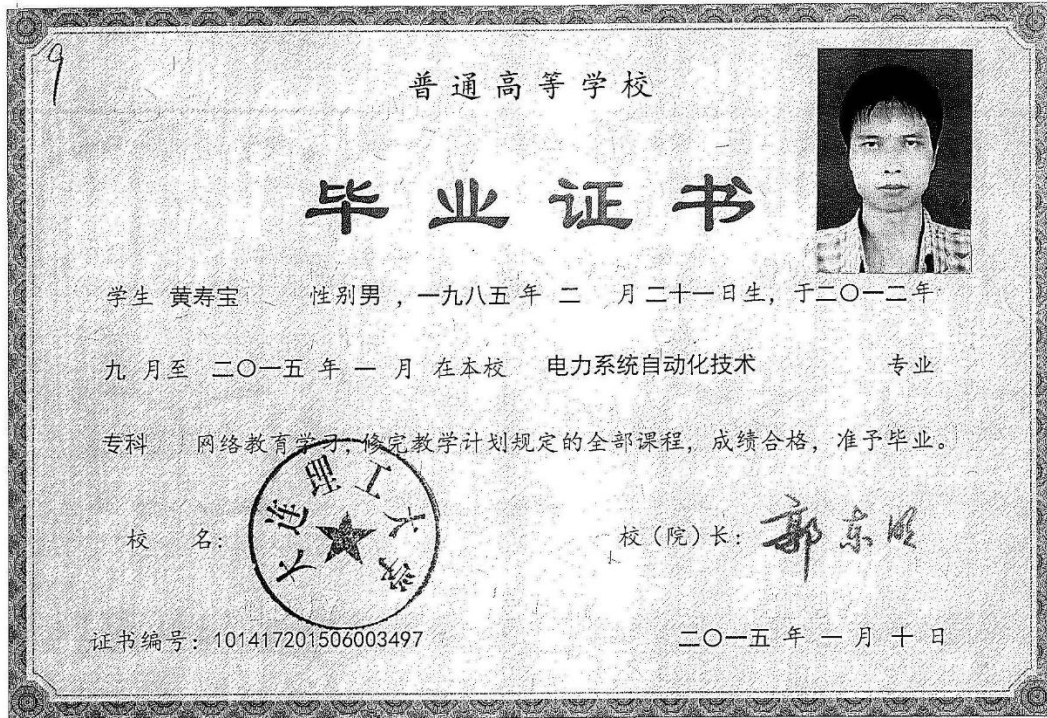 9
普通高等学校
毕业证书
学生 黄寿宝 性别男 ,一九八五 年 二 月二十一日生，于二〇一二年
九 月至 二〇一五 年 一 月 在本校 电力系统自动化技术 专业
专科 网络教育学习，修完教学计划规定的全部课程，成绩合格，准予毕业。
校 名：
大连理工大学
校（院）长：郭东明
证书编号：101417201506003497
二〇一五 年 一 月 十 日